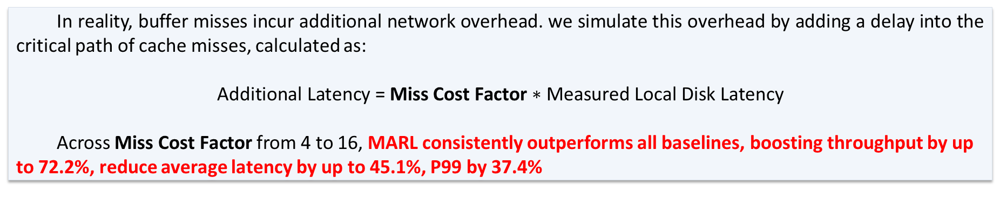 In reality, buffer misses incur additional network overhead. we simulate this overhead by adding a delay into the
critical path of cache misses, calculated as:
Additional Latency = Miss Cost Factor ∗ Measured Local Disk Latency
Across Miss Cost Factor from 4 to 16, MARL consistently outperforms all baselines, boosting throughput by up
to 72.2%, reduce average latency by up to 45.1%, P99 by 37.4%